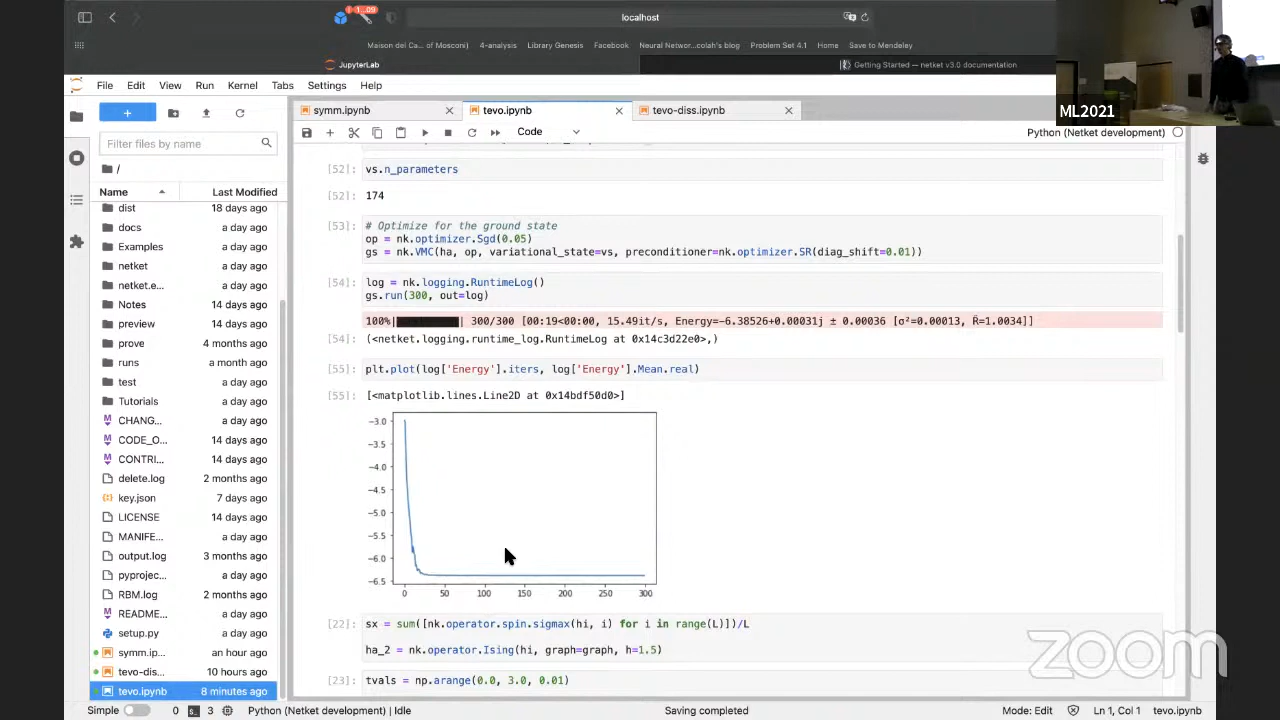 localhost
Maison del Ca... of Mosconi)
4-analysis
Library Genesis
Facebook
Neural Networ...colah's blog
Problem Set 4.1
Home
Save to Mendeley
JupyterLab
Getting Started — netket v3.0 documentation
ML2021
File Edit View Run Kernel Tabs Settings Help
symm.ipynb
tevo.ipynb
tevo-diss.ipynb
Code
Python (Netket development)
Filter files by name
/
Name Last Modified
dist 18 days ago
docs a day ago
Examples a day ago
netket a day ago
netket.e... a day ago
Notes 14 days ago
preview 14 days ago
prove 4 months ago
runs a month ago
test a day ago
Tutorials a day ago
CHANG... a day ago
CODE_O... 14 days ago
CONTRI... 14 days ago
delete.log 2 months ago
key.json 7 days ago
LICENSE 14 days ago
MANIFE... a day ago
output.log 3 months ago
pyprojec... a day ago
RBM.log 2 months ago
README... a day ago
setup.py a day ago
symm.ip... an hour ago
tevo-dis... 10 hours ago
tevo.ipynb 8 minutes ago
[52]: vs.n_parameters
[52]: 174
[53]: # Optimize for the ground state
op = nk.optimizer.Sgd(0.05)
gs = nk.VMC(ha, op, variational_state=vs, preconditioner=nk.optimizer.SR(diag_shift=0.01))
[54]: log = nk.logging.RuntimeLog()
gs.run(300, out=log)
100%| | 300/300 [00:19<00:00, 15.49it/s, Energy=-6.38526+0.00031j ± 0.00036 [σ²=0.00013, R̂=1.0034]]
[54]: (<netket.logging.runtime_log.RuntimeLog at 0x14c3d22e0>,)
[55]: plt.plot(log['Energy'].iters, log['Energy'].Mean.real)
[55]: [<matplotlib.lines.Line2D at 0x14bdf50d0>]
−3.0
−3.5
−4.0
−4.5
−5.0
−5.5
−6.0
−6.5
0 50 100 150 200 250 300
[22]: sx = sum([nk.operator.spin.sigmax(hi, i) for i in range(L)])/L
ha_2 = nk.operator.Ising(hi, graph=graph, h=1.5)
[23]: tvals = np.arange(0.0, 3.0, 0.01)
zoom
Simple 0 3 Python (Netket development) | Idle Saving completed Mode: Edit Ln 1, Col 1 tevo.ipynb